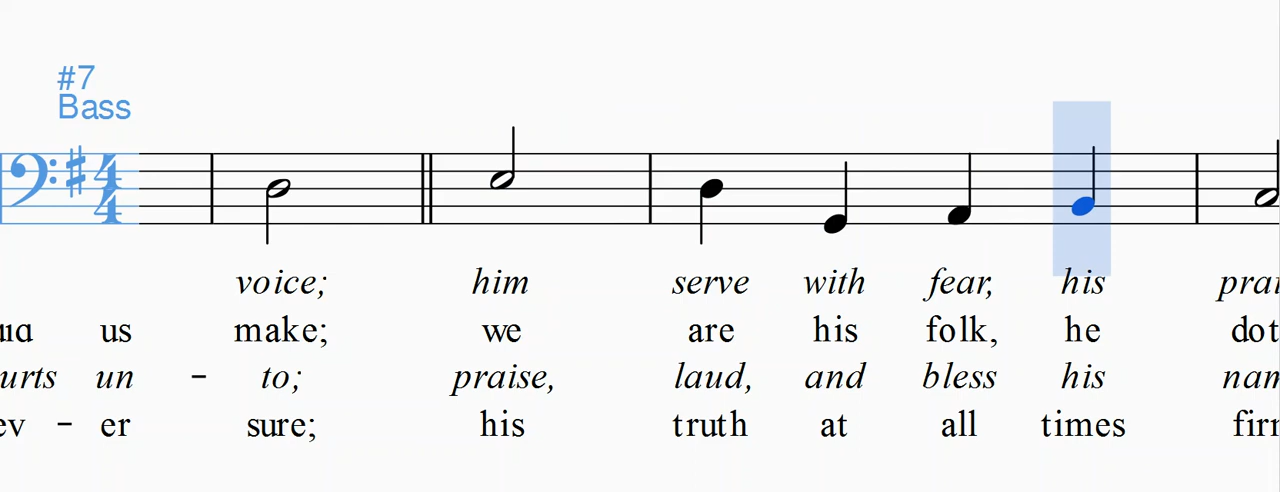 #7
Bass
voice; him serve with fear, his
us make; we are his folk, he
un - to; praise, laud, and bless his
er sure; his truth at all times